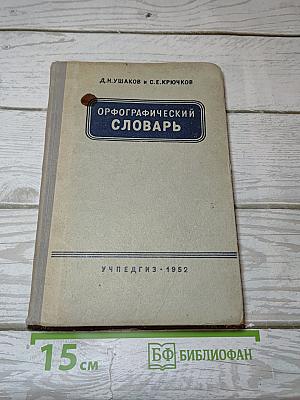 Д.Н.УШАКОВ и С.Е.КРЮЧКОВ
ОРФОГРАФИЧЕСКИЙ
СЛОВАРЬ
УЧПЕДГИЗ · 1952
15 см
БФ БИБЛИОФАН